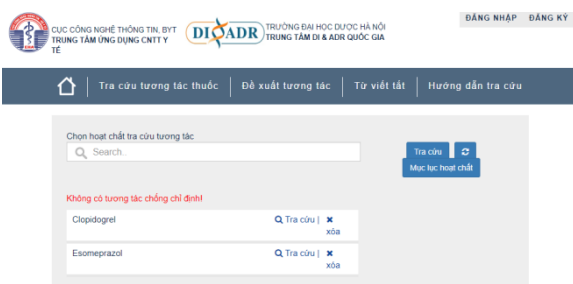 ĐĂNG NHẬP ĐĂNG KÝ
CỤC CÔNG NGHỆ THÔNG TIN, BYT
TRUNG TÂM ỨNG DỤNG CNTT Y
TẾ
DI&ADR
TRƯỜNG ĐẠI HỌC DƯỢC HÀ NỘI
TRUNG TÂM DI & ADR QUỐC GIA
Tra cứu tương tác thuốc Đề xuất tương tác Từ viết tắt Hướng dẫn tra cứu
Chọn hoạt chất tra cứu tương tác
Search..
Tra cứu
Mục lục hoạt chất
Không có tương tác chống chỉ định!
Clopidogrel Tra cứu | ✖
xóa
Esomeprazol Tra cứu | ✖
xóa